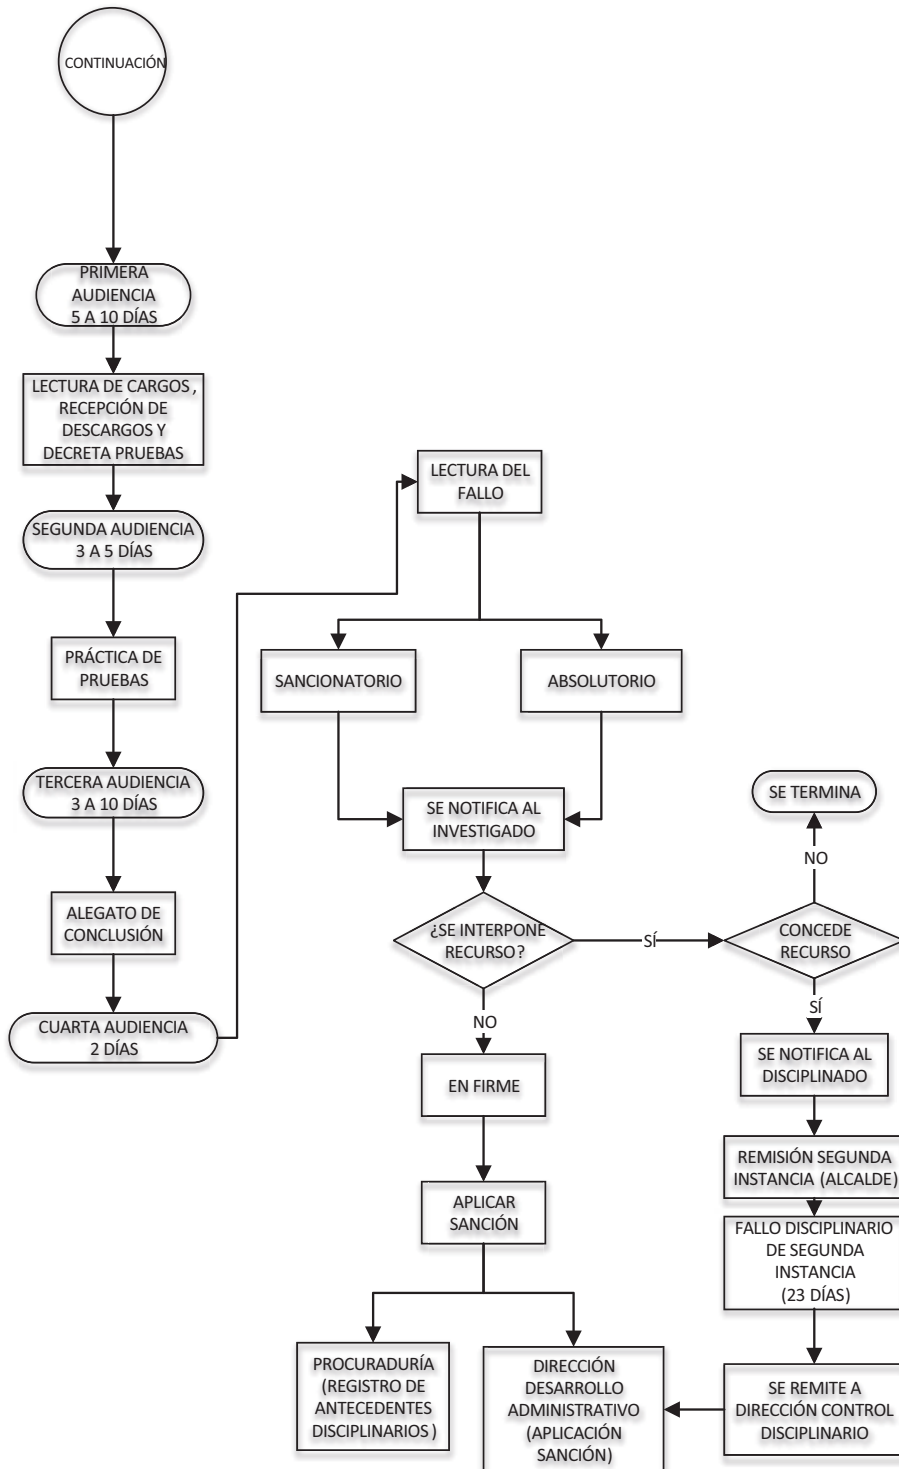 CONTINUACIÓN
PRIMERA
AUDIENCIA
5 A 10 DÍAS
LECTURA DE CARGOS ,
RECEPCIÓN DE
DESCARGOS Y
DECRETA PRUEBAS
SEGUNDA AUDIENCIA
3 A 5 DÍAS
PRÁCTICA DE
PRUEBAS
TERCERA AUDIENCIA
3 A 10 DÍAS
ALEGATO DE
CONCLUSIÓN
CUARTA AUDIENCIA
2 DÍAS
LECTURA DEL
FALLO
SANCIONATORIO
ABSOLUTORIO
SE NOTIFICA AL
INVESTIGADO
¿SE INTERPONE
RECURSO?
SÍ
NO
CONCEDE
RECURSO
NO
SE TERMINA
SÍ
SE NOTIFICA AL
DISCIPLINADO
REMISIÓN SEGUNDA
INSTANCIA (ALCALDE)
FALLO DISCIPLINARIO
DE SEGUNDA
INSTANCIA
(23 DÍAS)
SE REMITE A
DIRECCIÓN CONTROL
DISCIPLINARIO
EN FIRME
APLICAR
SANCIÓN
PROCURADURÍA
(REGISTRO DE
ANTECEDENTES
DISCIPLINARIOS )
DIRECCIÓN
DESARROLLO
ADMINISTRATIVO
(APLICACIÓN
SANCIÓN)